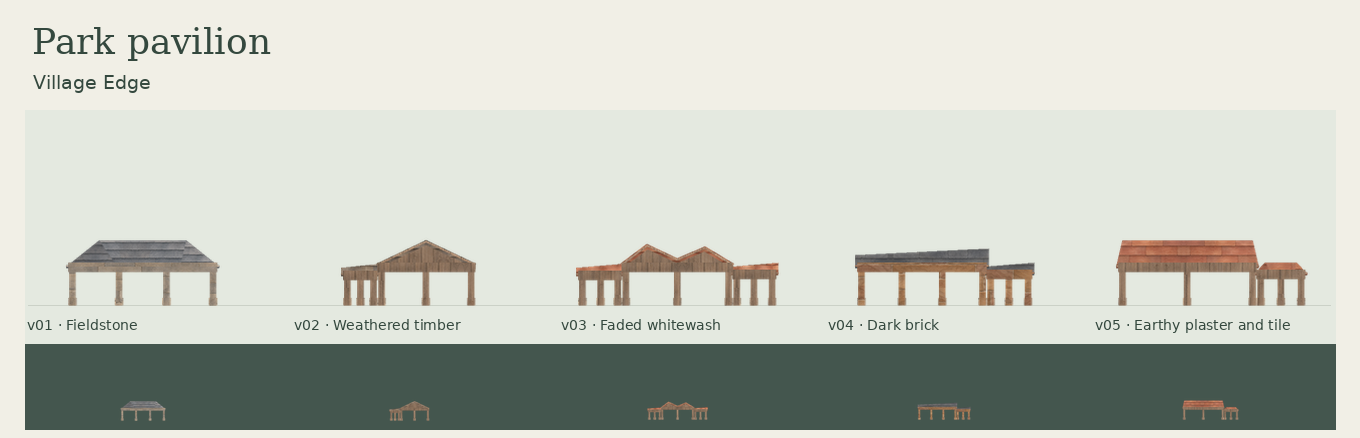 Park pavilion
Village Edge
v01 · Fieldstone
v02 · Weathered timber
v03 · Faded whitewash
v04 · Dark brick
v05 · Earthy plaster and tile